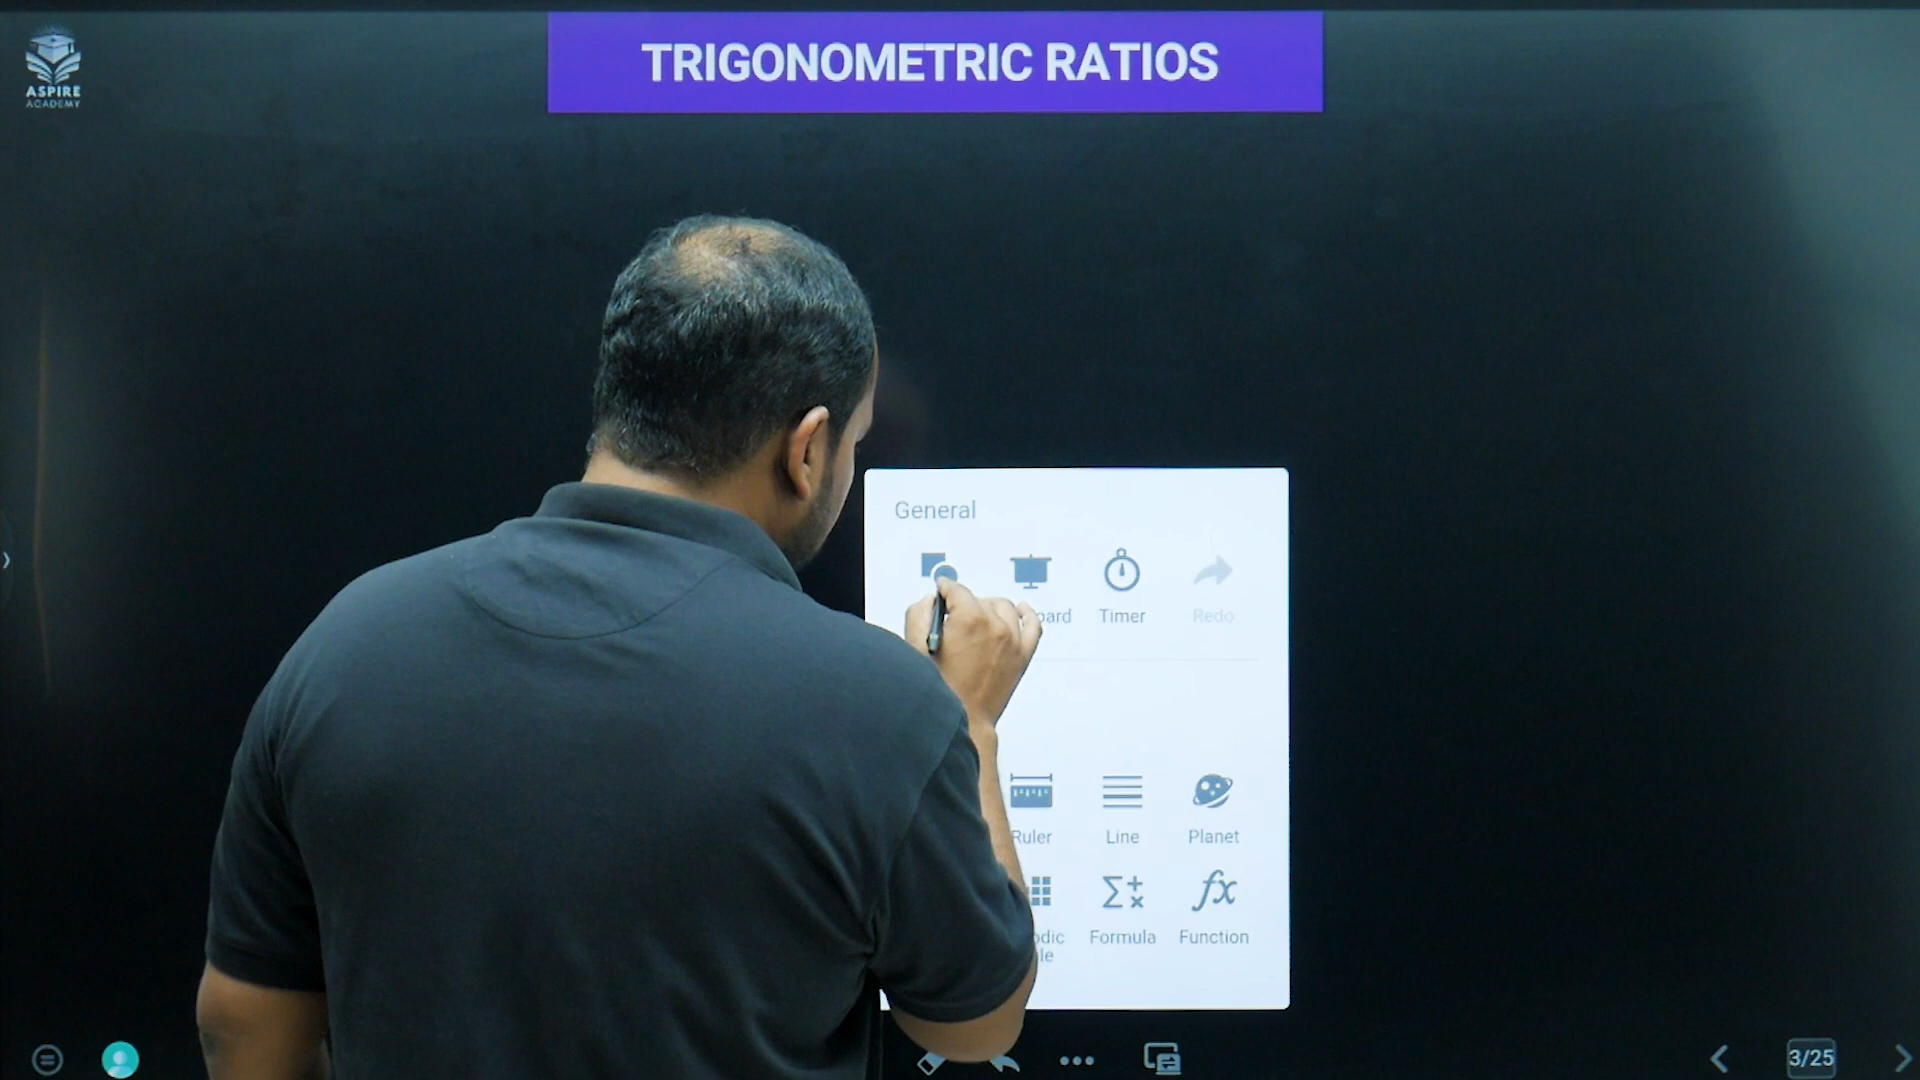 TRIGONOMETRIC RATIOS
ASPIRE
ACADEMY
General
Timer
Redo
Ruler
Line
Planet
Formula
Function
3/25